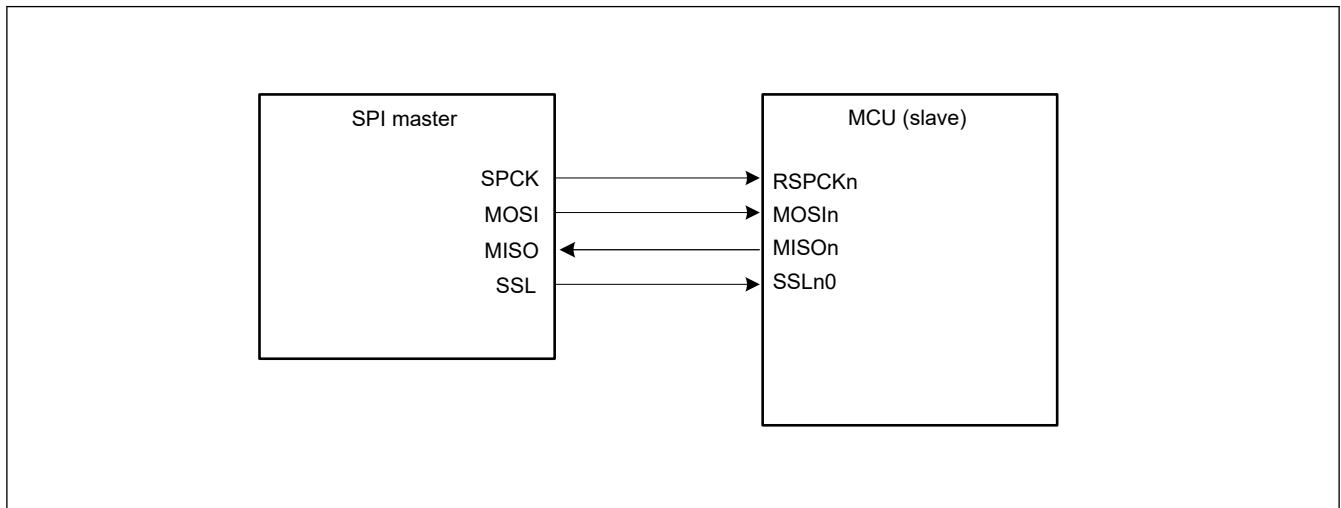 SPI master
SPCK
MOSI
MISO
SSL
MCU (slave)
RSPCKn
MOSIn
MISOn
SSLn0